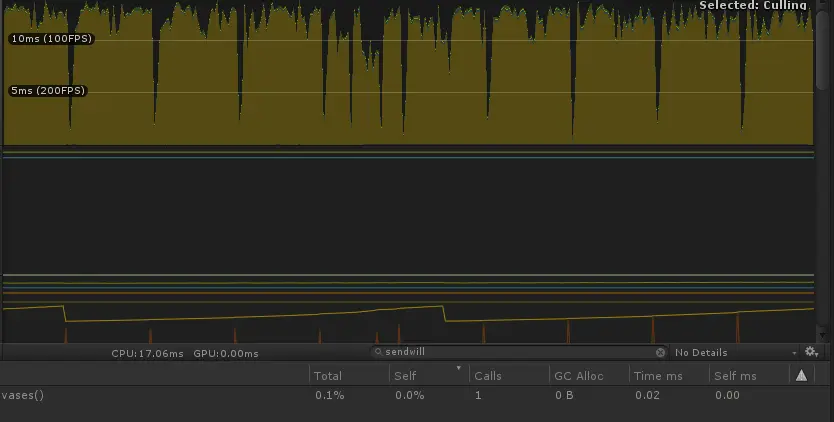 Selected: Culling
10ms (100FPS)
5ms (200FPS)
CPU:17.06ms GPU:0.00ms sendwill No Details
Total Self Calls GC Alloc Time ms Self ms
vases() 0.1% 0.0% 1 0 B 0.02 0.00